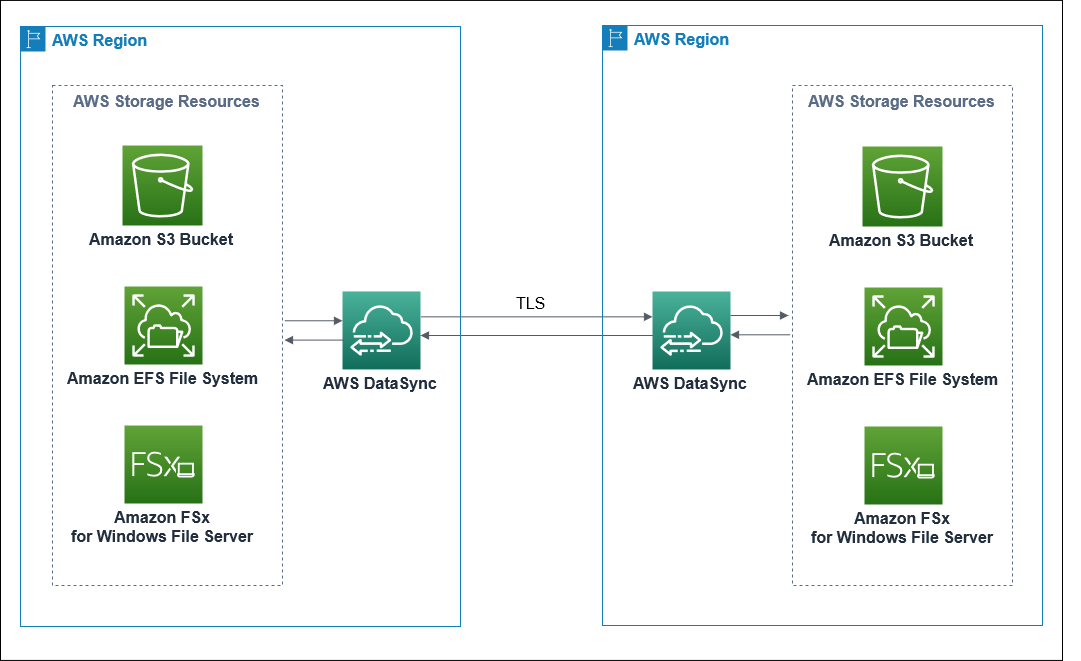 AWS Region
AWS Storage Resources
Amazon S3 Bucket
Amazon EFS File System
FSx
Amazon FSx
for Windows File Server
AWS DataSync
TLS
AWS Region
AWS DataSync
AWS Storage Resources
Amazon S3 Bucket
Amazon EFS File System
FSx
Amazon FSx
for Windows File Server